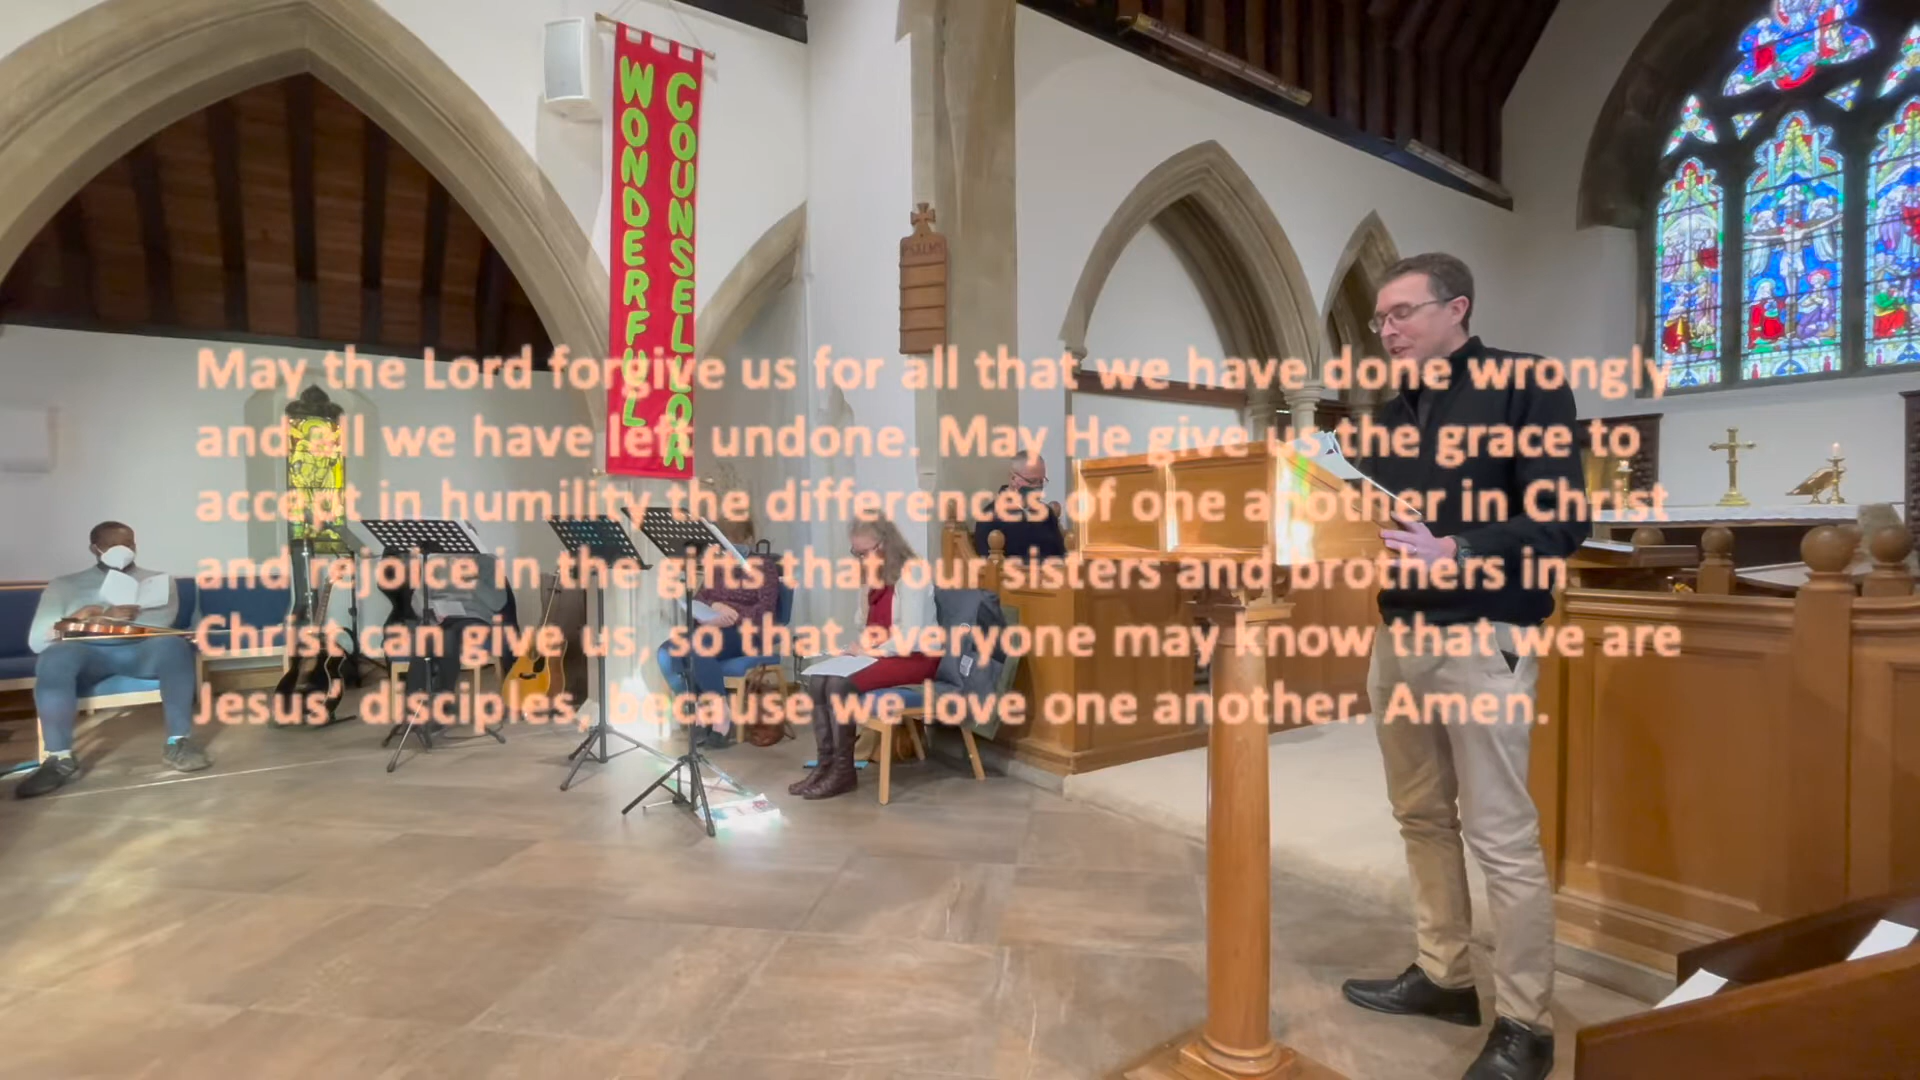 WONDERFUL
COUNSELLOR
PSALMS
May the Lord forgive us for all that we have done wrongly
and all we have left undone. May He give us the grace to
accept in humility the differences of one another in Christ
and rejoice in the gifts that our sisters and brothers in
Christ can give us, so that everyone may know that we are
Jesus' disciples, because we love one another. Amen.